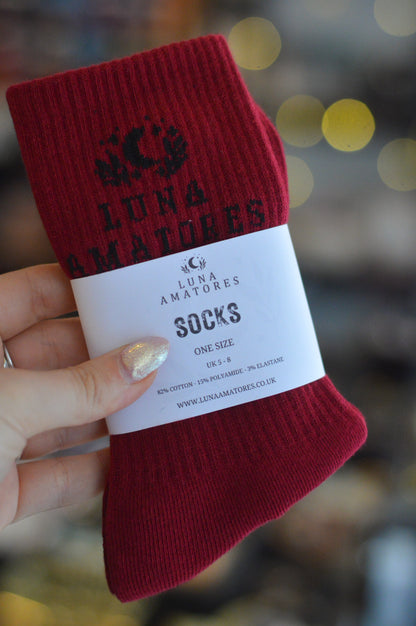 LUNA
AMATORES
LUNA
AMATORES
SOCKS
ONE SIZE
UK 5 - 8
82% COTTON - 15% POLYAMIDE - 3% ELASTANE
WWW.LUNAAMATORES.CO.UK